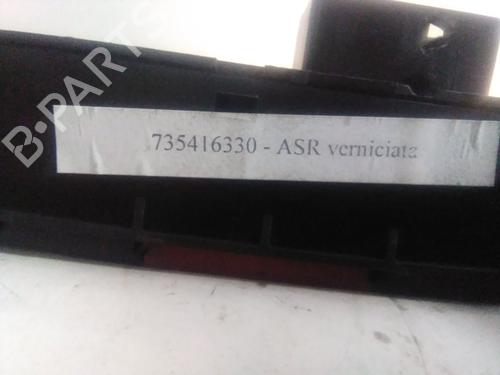 B-PARTS
735416330 - ASR verniciata